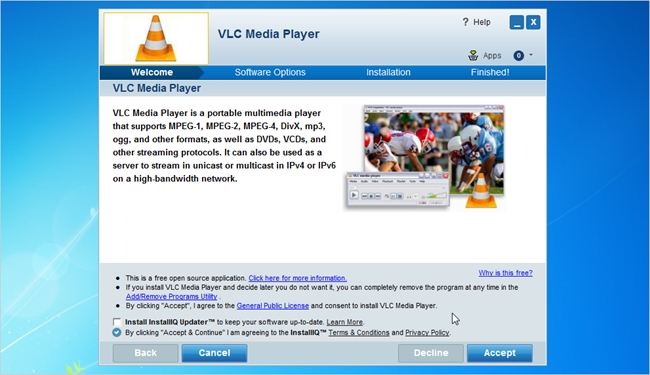 VLC Media Player
? Help
_ X
Apps 0
Welcome Software Options Installation Finished!
VLC Media Player
VLC Media Player is a portable multimedia player
that supports MPEG-1, MPEG-2, MPEG-4, DivX, mp3,
ogg, and other formats, as well as DVDs, VCDs, and
other streaming protocols. It can also be used as a
server to stream in unicast or multicast in IPv4 or IPv6
on a high-bandwidth network.
Why is this free?
This is a free open source application. Click here for more information.
If you install VLC Media Player and decide later you do not want it, you can completely remove the program at any time in the
Add/Remove Programs Utility .
By clicking "Accept", I agree to the General Public License and consent to install VLC Media Player.
Install InstallIQ Updater™ to keep your software up-to-date. Learn More.
By clicking "Accept & Continue" I am agreeing to the InstallIQ™ Terms & Conditions and Privacy Policy.
Back Cancel Decline Accept